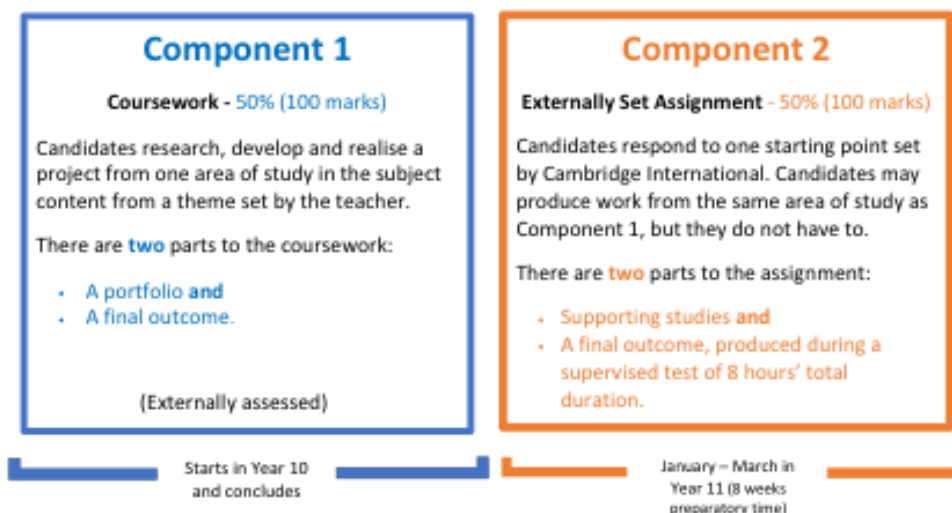 Component 1
Coursework - 50% (100 marks)
Candidates research, develop and realise a
project from one area of study in the subject
content from a theme set by the teacher.
There are two parts to the coursework:
• A portfolio and
• A final outcome.
(Externally assessed)
Starts in Year 10
and concludes
Component 2
Externally Set Assignment - 50% (100 marks)
Candidates respond to one starting point set
by Cambridge International. Candidates may
produce work from the same area of study as
Component 1, but they do not have to.
There are two parts to the assignment:
• Supporting studies and
• A final outcome, produced during a
supervised test of 8 hours' total
duration.
January – March in
Year 11 (8 weeks
preparatory time)